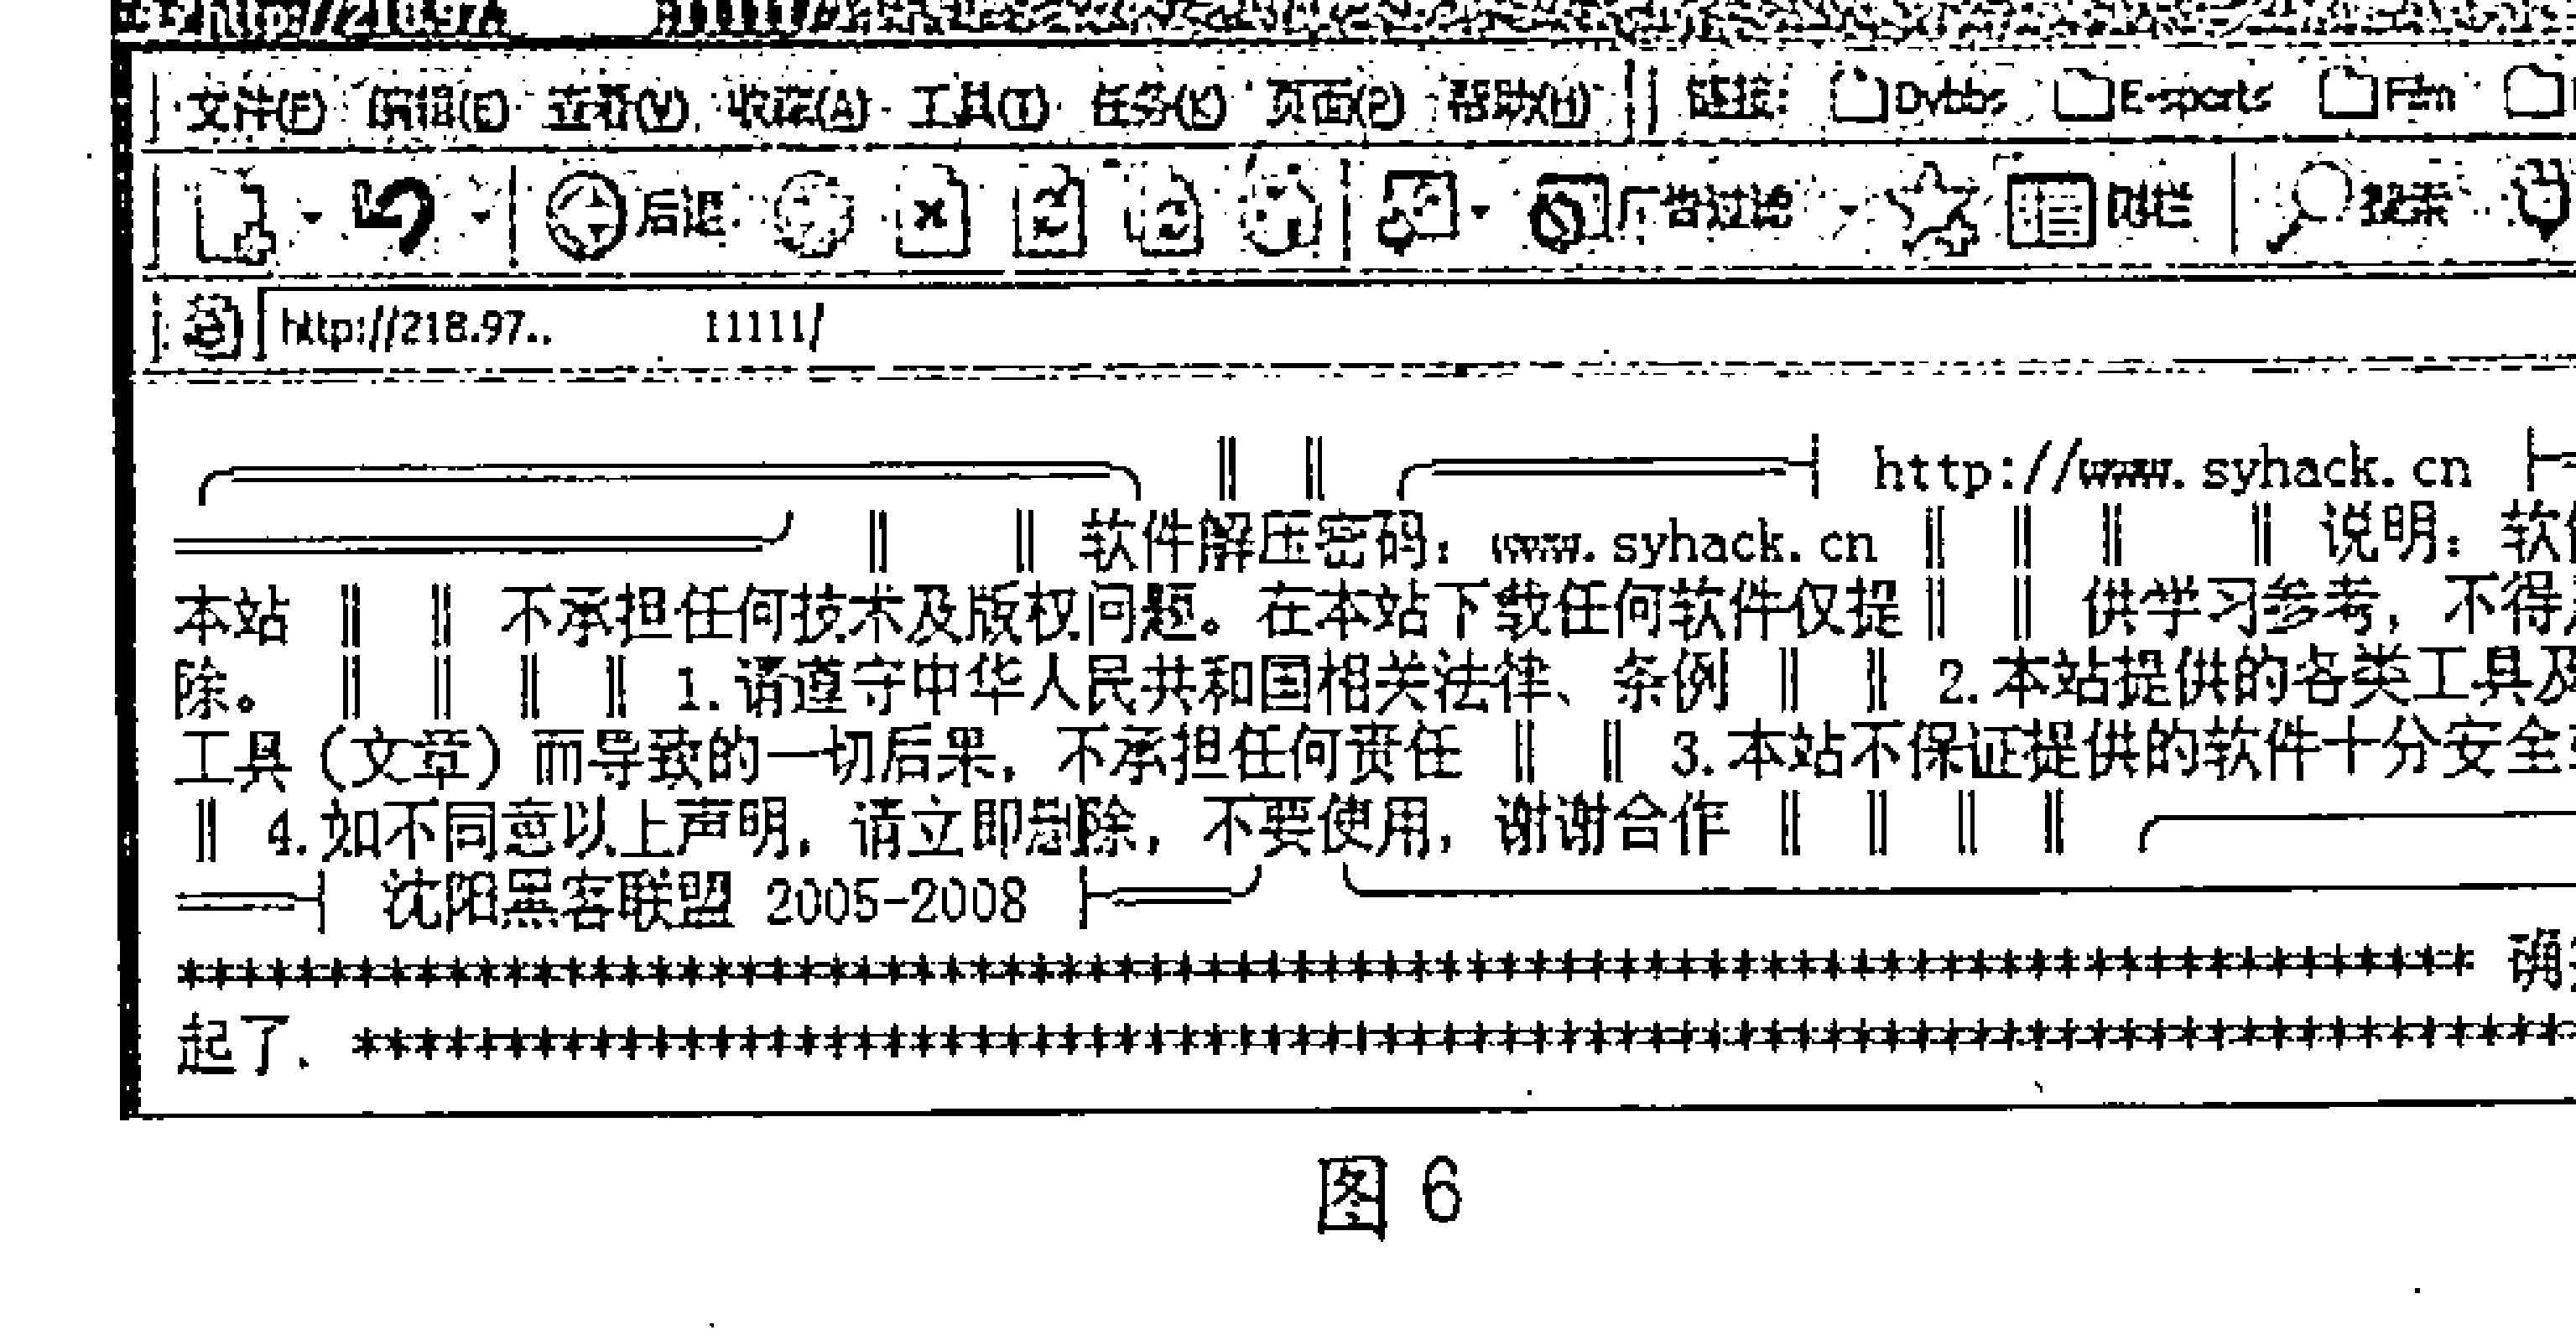 http://218.97. :11111/
文件(F) 编辑(E) 查看(V) 收藏(A) 工具(T) 任务(K) 页面(P) 帮助(H) 链接: Dvbbs E-sports Film
后退 广告过滤 侧栏 搜索
http://218.97.. 11111/
‖ ‖ http://www.syhack.cn
‖ ‖ 软件解压密码：www.syhack.cn ‖ ‖ ‖ ‖ 说明：软件
本站 ‖ ‖ 不承担任何技术及版权问题。在本站下载任何软件仅提 ‖ ‖ 供学习参考，不得
除。 ‖ ‖ ‖ ‖ 1.请遵守中华人民共和国相关法律、条例 ‖ ‖ 2.本站提供的各类工具及
工具（文章）而导致的一切后果，不承担任何责任 ‖ ‖ 3.本站不保证提供的软件十分安全
‖ 4.如不同意以上声明，请立即删除，不要使用，谢谢合作 ‖ ‖ ‖ ‖
沈阳黑客联盟 2005-2008
****************************************************************************** 确
起了. ****************************************************************************
图 6